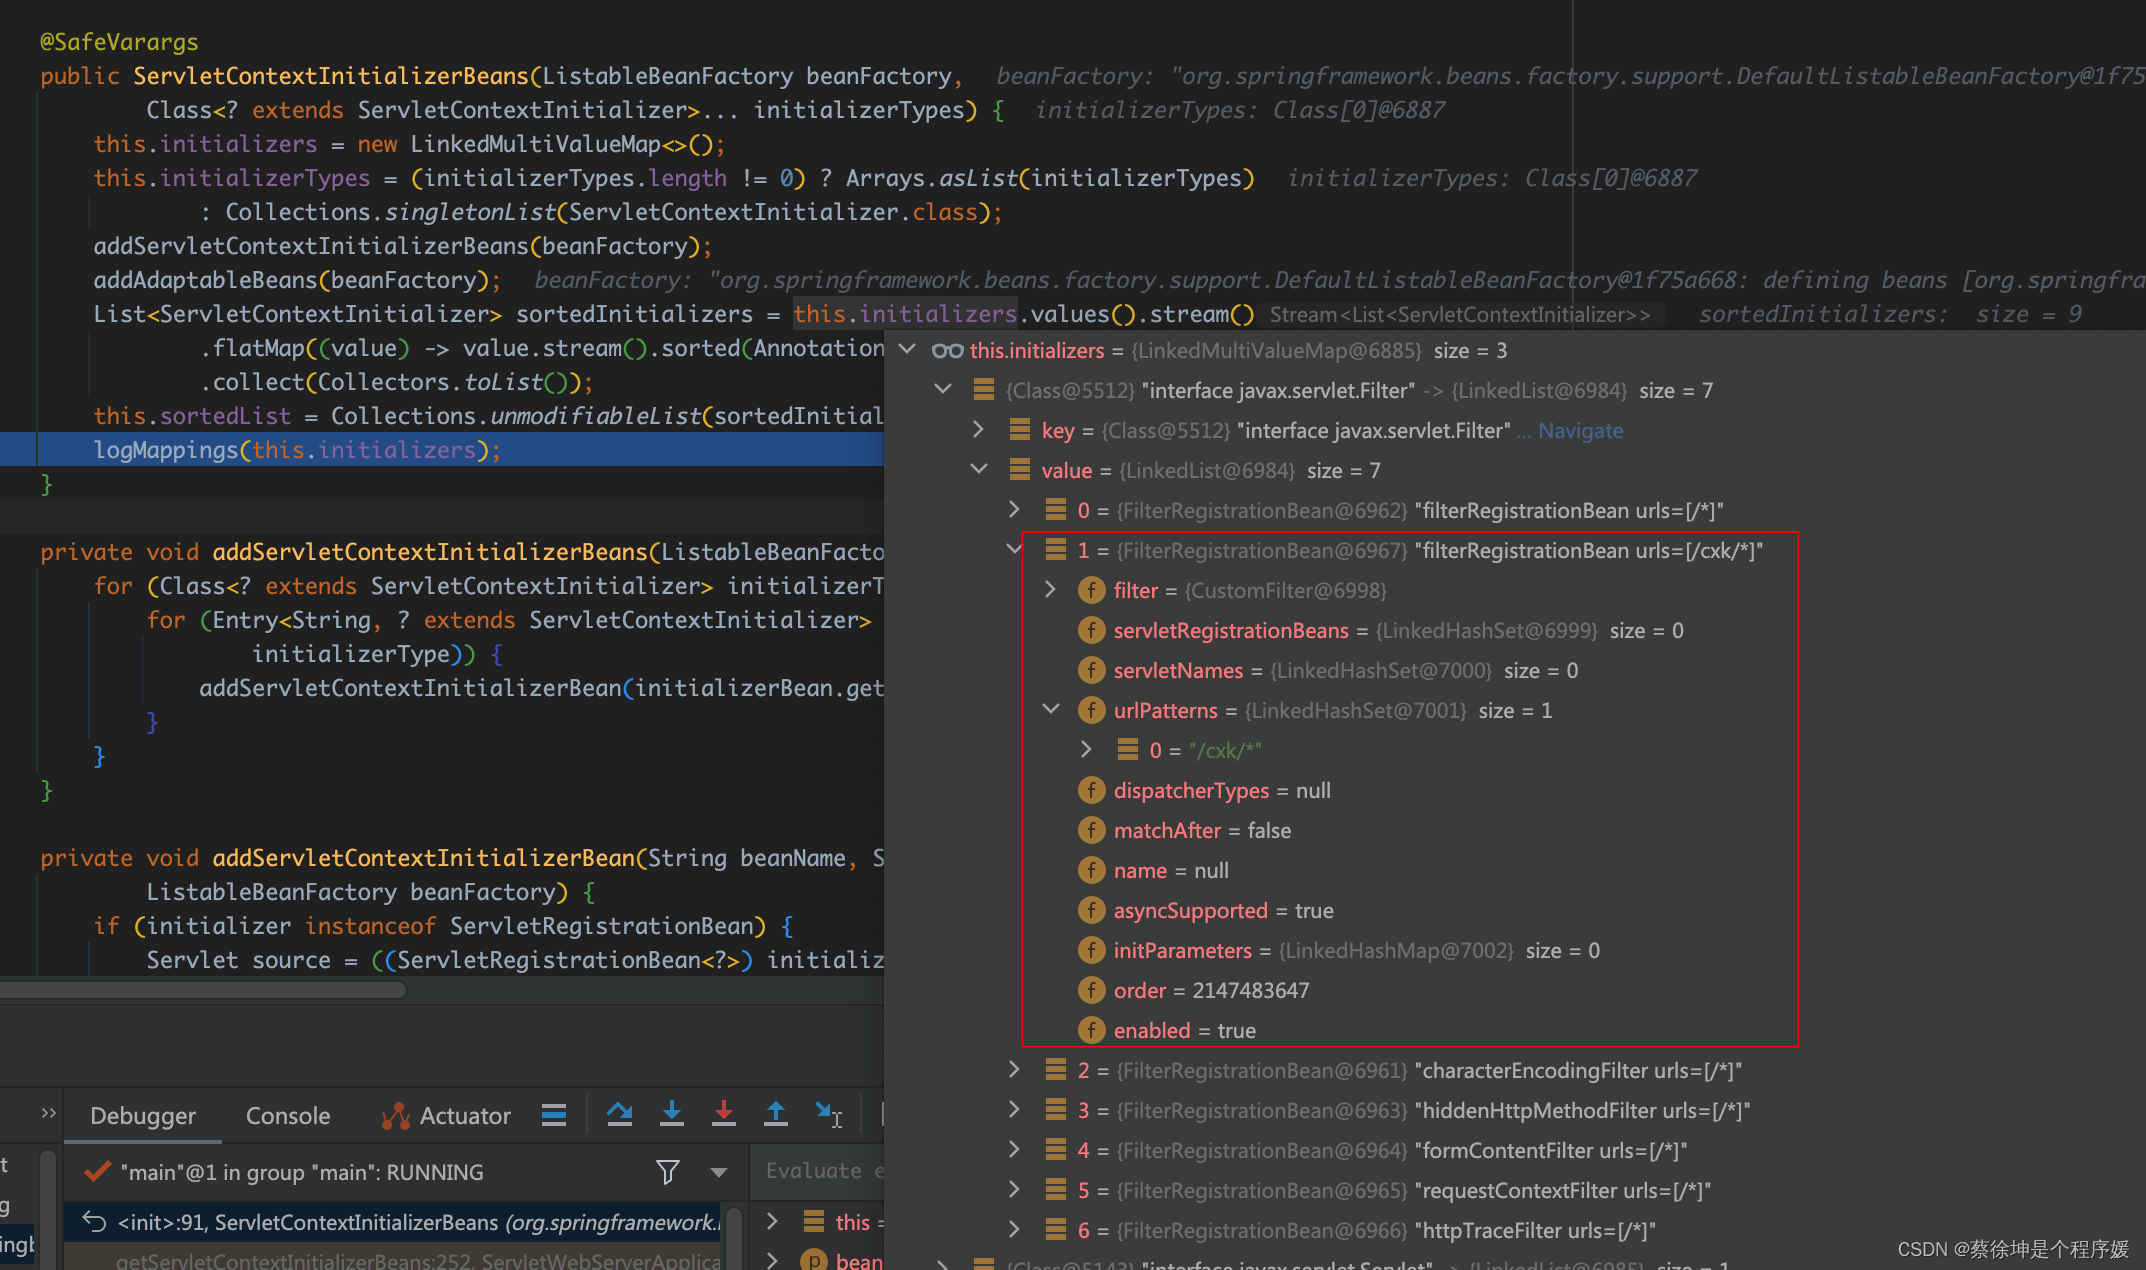 @SafeVarargs
public ServletContextInitializerBeans(ListableBeanFactory beanFactory,  beanFactory: "org.springframework.beans.factory.support.DefaultListableBeanFactory@1f75
Class<? extends ServletContextInitializer>... initializerTypes) {  initializerTypes: Class[0]@6887
this.initializers = new LinkedMultiValueMap<>();
this.initializerTypes = (initializerTypes.length != 0) ? Arrays.asList(initializerTypes)  initializerTypes: Class[0]@6887
: Collections.singletonList(ServletContextInitializer.class);
addServletContextInitializerBeans(beanFactory);
addAdaptableBeans(beanFactory);  beanFactory: "org.springframework.beans.factory.support.DefaultListableBeanFactory@1f75a668: defining beans [org.springfra
List<ServletContextInitializer> sortedInitializers = this.initializers.values().stream() Stream<List<ServletContextInitializer>>  sortedInitializers:  size = 9
.flatMap((value) -> value.stream().sorted(Annotation
.collect(Collectors.toList());
this.sortedList = Collections.unmodifiableList(sortedInitial
logMappings(this.initializers);
}
private void addServletContextInitializerBeans(ListableBeanFacto
for (Class<? extends ServletContextInitializer> initializerT
for (Entry<String, ? extends ServletContextInitializer>
initializerType)) {
addServletContextInitializerBean(initializerBean.get
}
}
}
private void addServletContextInitializerBean(String beanName, S
ListableBeanFactory beanFactory) {
if (initializer instanceof ServletRegistrationBean) {
Servlet source = ((ServletRegistrationBean<?>) initializ
this.initializers = {LinkedMultiValueMap@6885} size = 3
{Class@5512} "interface javax.servlet.Filter" -> {LinkedList@6984} size = 7
key = {Class@5512} "interface javax.servlet.Filter" ... Navigate
value = {LinkedList@6984} size = 7
0 = {FilterRegistrationBean@6962} "filterRegistrationBean urls=[/*]"
1 = {FilterRegistrationBean@6967} "filterRegistrationBean urls=[/cxk/*]"
f filter = {CustomFilter@6998}
f servletRegistrationBeans = {LinkedHashSet@6999} size = 0
f servletNames = {LinkedHashSet@7000} size = 0
f urlPatterns = {LinkedHashSet@7001} size = 1
0 = "/cxk/*"
f dispatcherTypes = null
f matchAfter = false
f name = null
f asyncSupported = true
f initParameters = {LinkedHashMap@7002} size = 0
f order = 2147483647
f enabled = true
2 = {FilterRegistrationBean@6961} "characterEncodingFilter urls=[/*]"
3 = {FilterRegistrationBean@6963} "hiddenHttpMethodFilter urls=[/*]"
4 = {FilterRegistrationBean@6964} "formContentFilter urls=[/*]"
5 = {FilterRegistrationBean@6965} "requestContextFilter urls=[/*]"
6 = {FilterRegistrationBean@6966} "httpTraceFilter urls=[/*]"
{Class@5143} "interface javax.servlet.Servlet" -> {LinkedList@6985} size = 1
>> Debugger Console Actuator
t
g
ingb
"main"@1 in group "main": RUNNING
Evaluate e
<init>:91, ServletContextInitializerBeans (org.springframework.
getServletContextInitializerBeans:252, ServletWebServerApplica
this =
p bean
CSDN @蔡徐坤是个程序媛